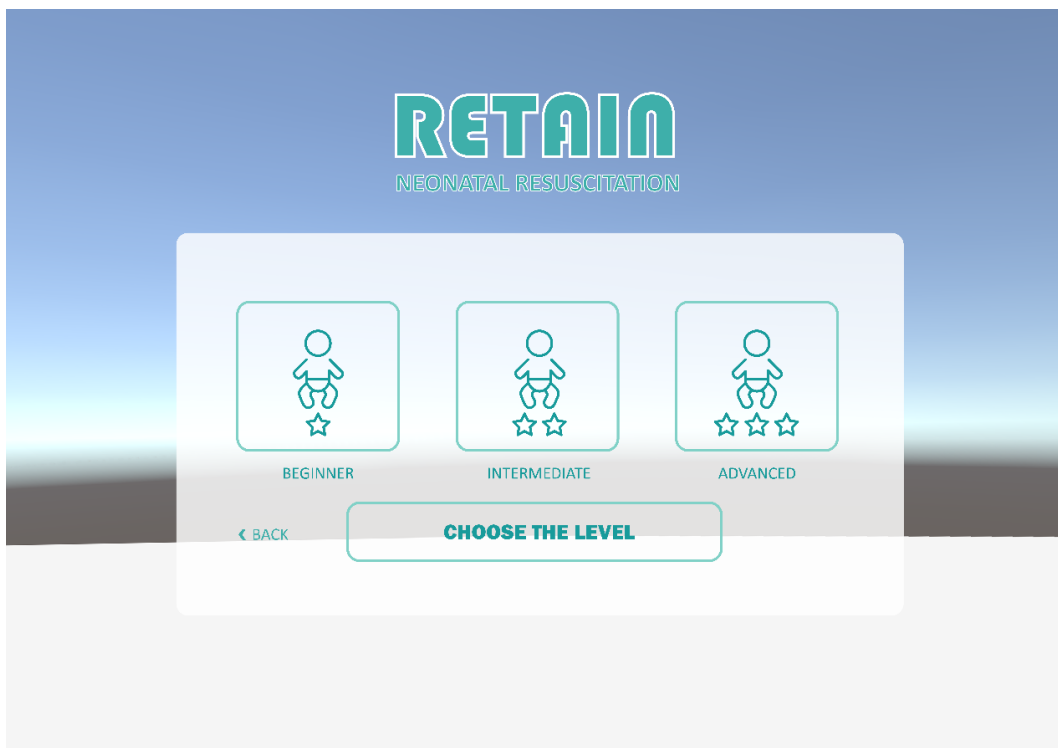 RETAIN
NEONATAL RESUSCITATION
BEGINNER
INTERMEDIATE
ADVANCED
BACK
CHOOSE THE LEVEL